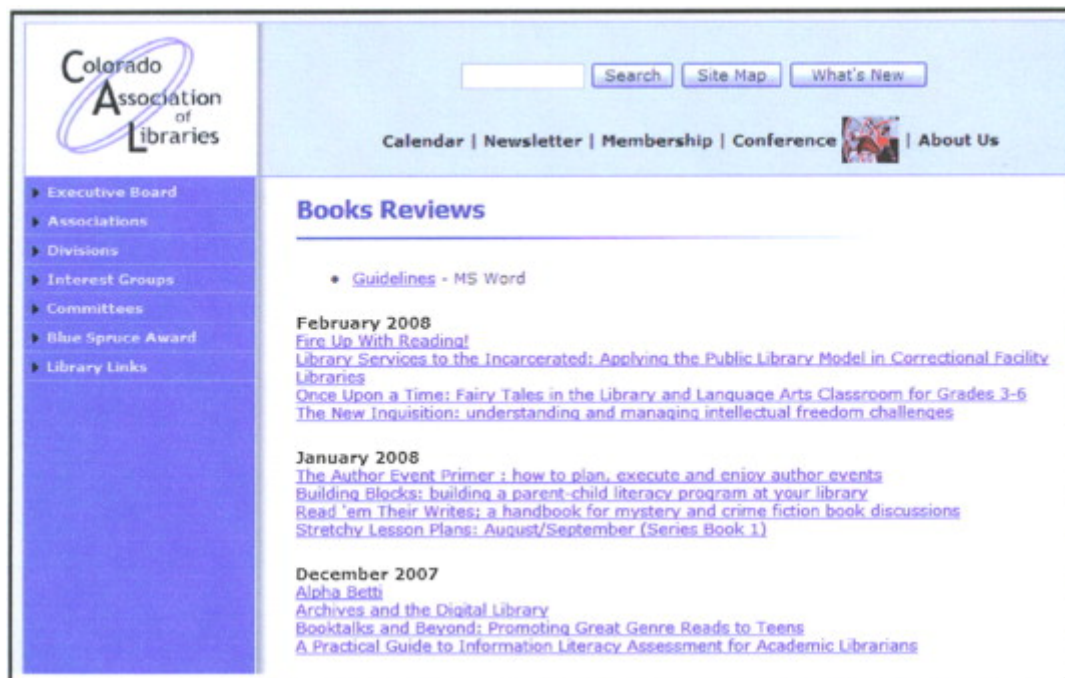 Colorado
Association
of
Libraries
Search
Site Map
What's New
Calendar | Newsletter | Membership | Conference | About Us
Executive Board
Associations
Divisions
Interest Groups
Committees
Blue Spruce Award
Library Links
Books Reviews
• Guidelines - MS Word
February 2008
Fire Up With Reading!
Library Services to the Incarcerated: Applying the Public Library Model in Correctional Facility
Libraries
Once Upon a Time: Fairy Tales in the Library and Language Arts Classroom for Grades 3-6
The New Inquisition: understanding and managing intellectual freedom challenges
January 2008
The Author Event Primer : how to plan, execute and enjoy author events
Building Blocks: building a parent-child literacy program at your library
Read 'em Their Writes; a handbook for mystery and crime fiction book discussions
Stretchy Lesson Plans: August/September (Series Book 1)
December 2007
Alpha Betti
Archives and the Digital Library
Booktalks and Beyond: Promoting Great Genre Reads to Teens
A Practical Guide to Information Literacy Assessment for Academic Librarians